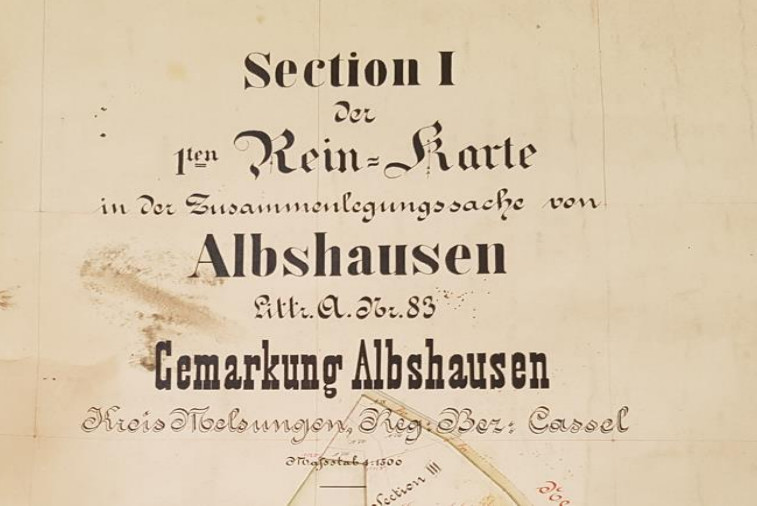 Section I
der
1ten Rein=Karte
in der Zusammenlegungssache von
Albshausen
Littr. A. Nr. 83
Gemarkung Albshausen
Kreis Melsungen, Reg: Bez: Cassel
Maßstab 1:1500
Section III